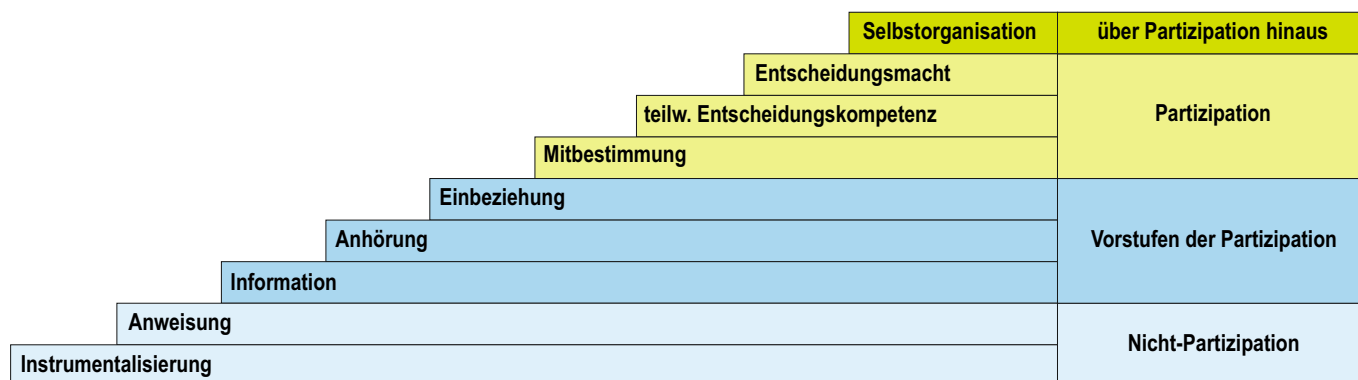 Selbstorganisation
über Partizipation hinaus
Entscheidungsmacht
teilw. Entscheidungskompetenz
Partizipation
Mitbestimmung
Einbeziehung
Anhörung
Vorstufen der Partizipation
Information
Anweisung
Nicht-Partizipation
Instrumentalisierung